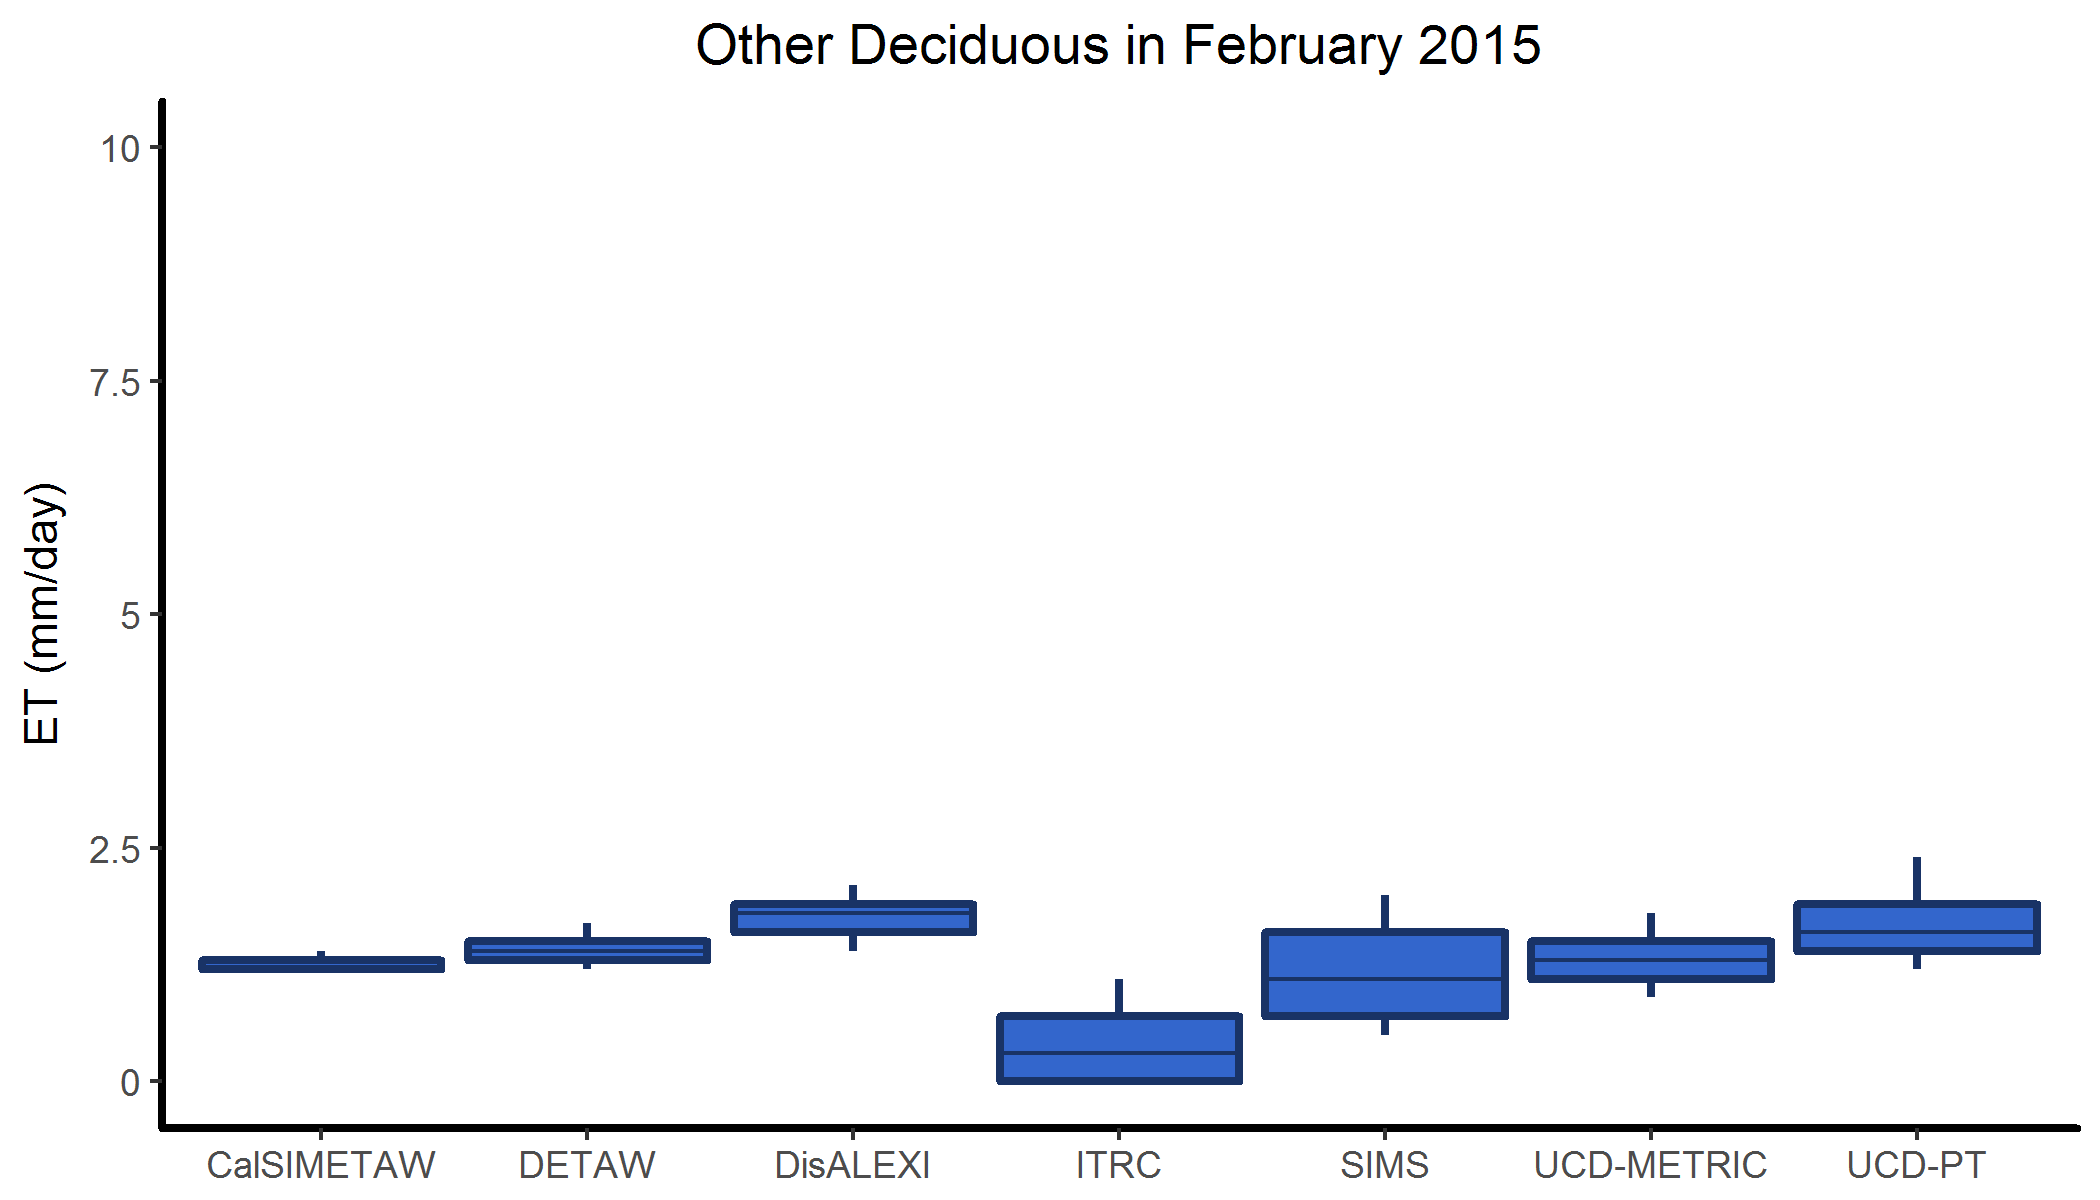 Other Deciduous in February 2015
ET (mm/day)
10
7.5
5
2.5
0
CalSIMETAW DETAW DisALEXI ITRC SIMS UCD-METRIC UCD-PT